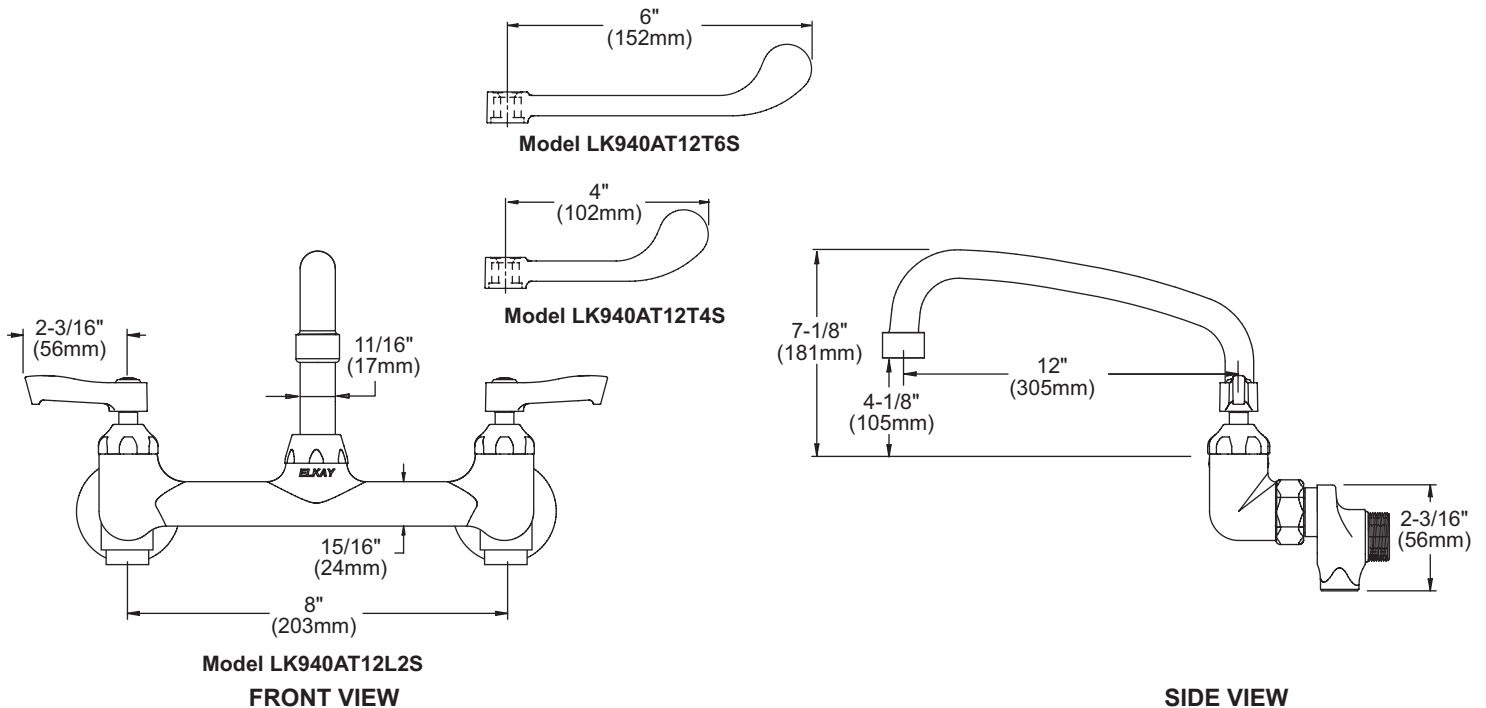 6"
(152mm)
Model LK940AT12T6S
4"
(102mm)
Model LK940AT12T4S
2-3/16"
(56mm)
11/16"
(17mm)
ELKAY
15/16"
(24mm)
8"
(203mm)
Model LK940AT12L2S
FRONT VIEW
7-1/8"
(181mm)
12"
(305mm)
4-1/8"
(105mm)
2-3/16"
(56mm)
SIDE VIEW